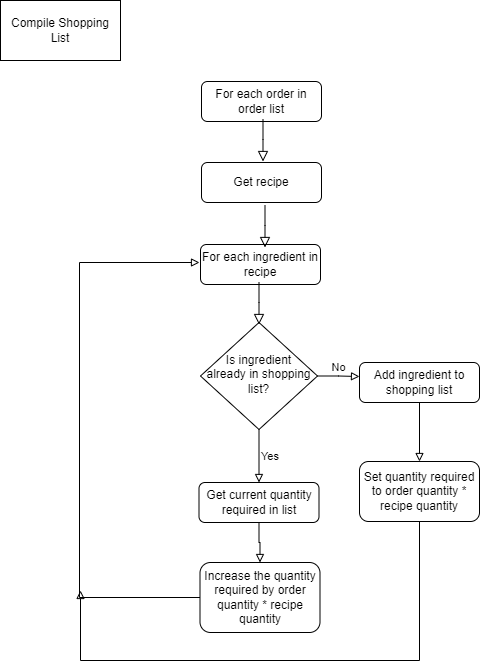 Compile Shopping
List
For each order in
order list
Get recipe
For each ingredient in
recipe
Is ingredient
already in shopping
list?
No
Add ingredient to
shopping list
Yes
Set quantity required
to order quantity *
recipe quantity
Get current quantity
required in list
Increase the quantity
required by order
quantity * recipe
quantity